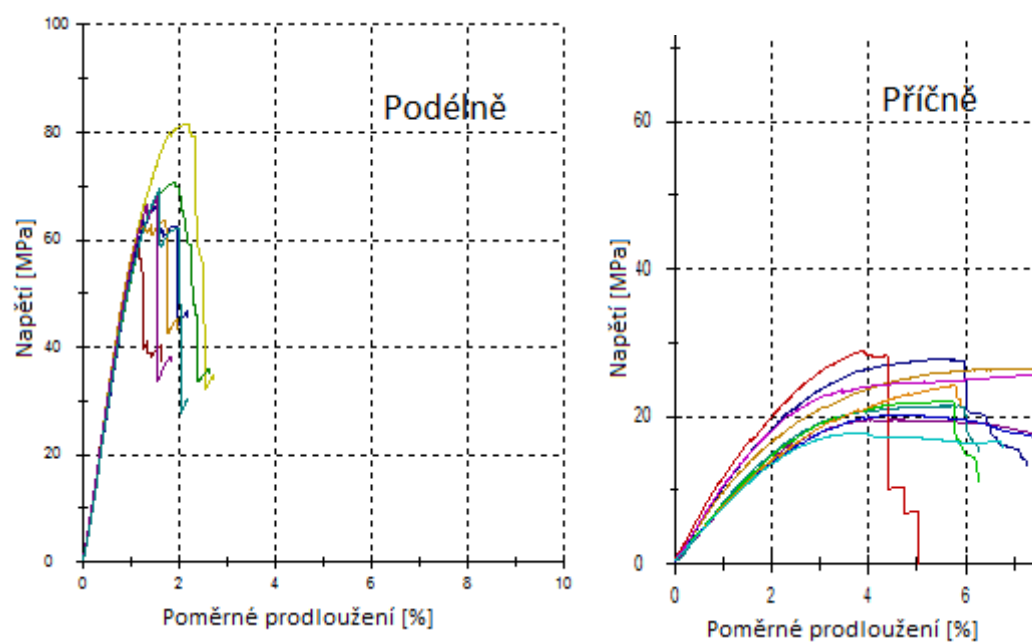 100
80
60
40
20
0
0 2 4 6 8 10
Napětí [MPa]
Poměrné prodloužení [%]
Podélně
60
40
20
0
0 2 4 6
Napětí [MPa]
Poměrné prodloužení [%]
Příčně